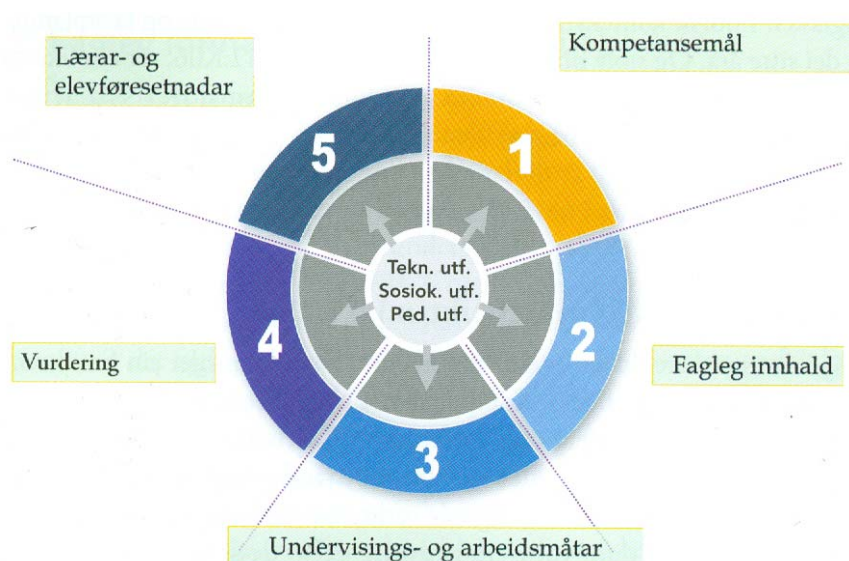 Lærar- og
elevføresetnadar
Kompetansemål
5
1
Tekn. utf.
Sosiok. utf.
Ped. utf.
4
2
Vurdering
Fagleg innhald
3
Undervisings- og arbeidsmåtar